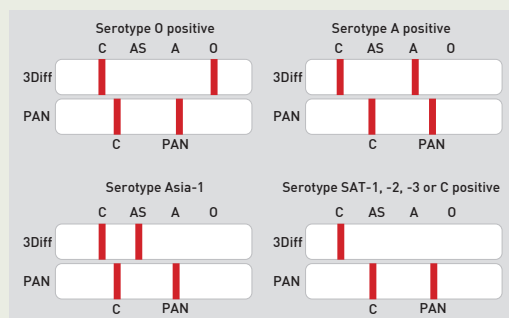 Serotype O positive
C AS A O
3Diff
PAN
C PAN
Serotype A positive
C AS A O
3Diff
PAN
C PAN
Serotype Asia-1
C AS A O
3Diff
PAN
C PAN
Serotype SAT-1, -2, -3 or C positive
C AS A O
3Diff
PAN
C PAN